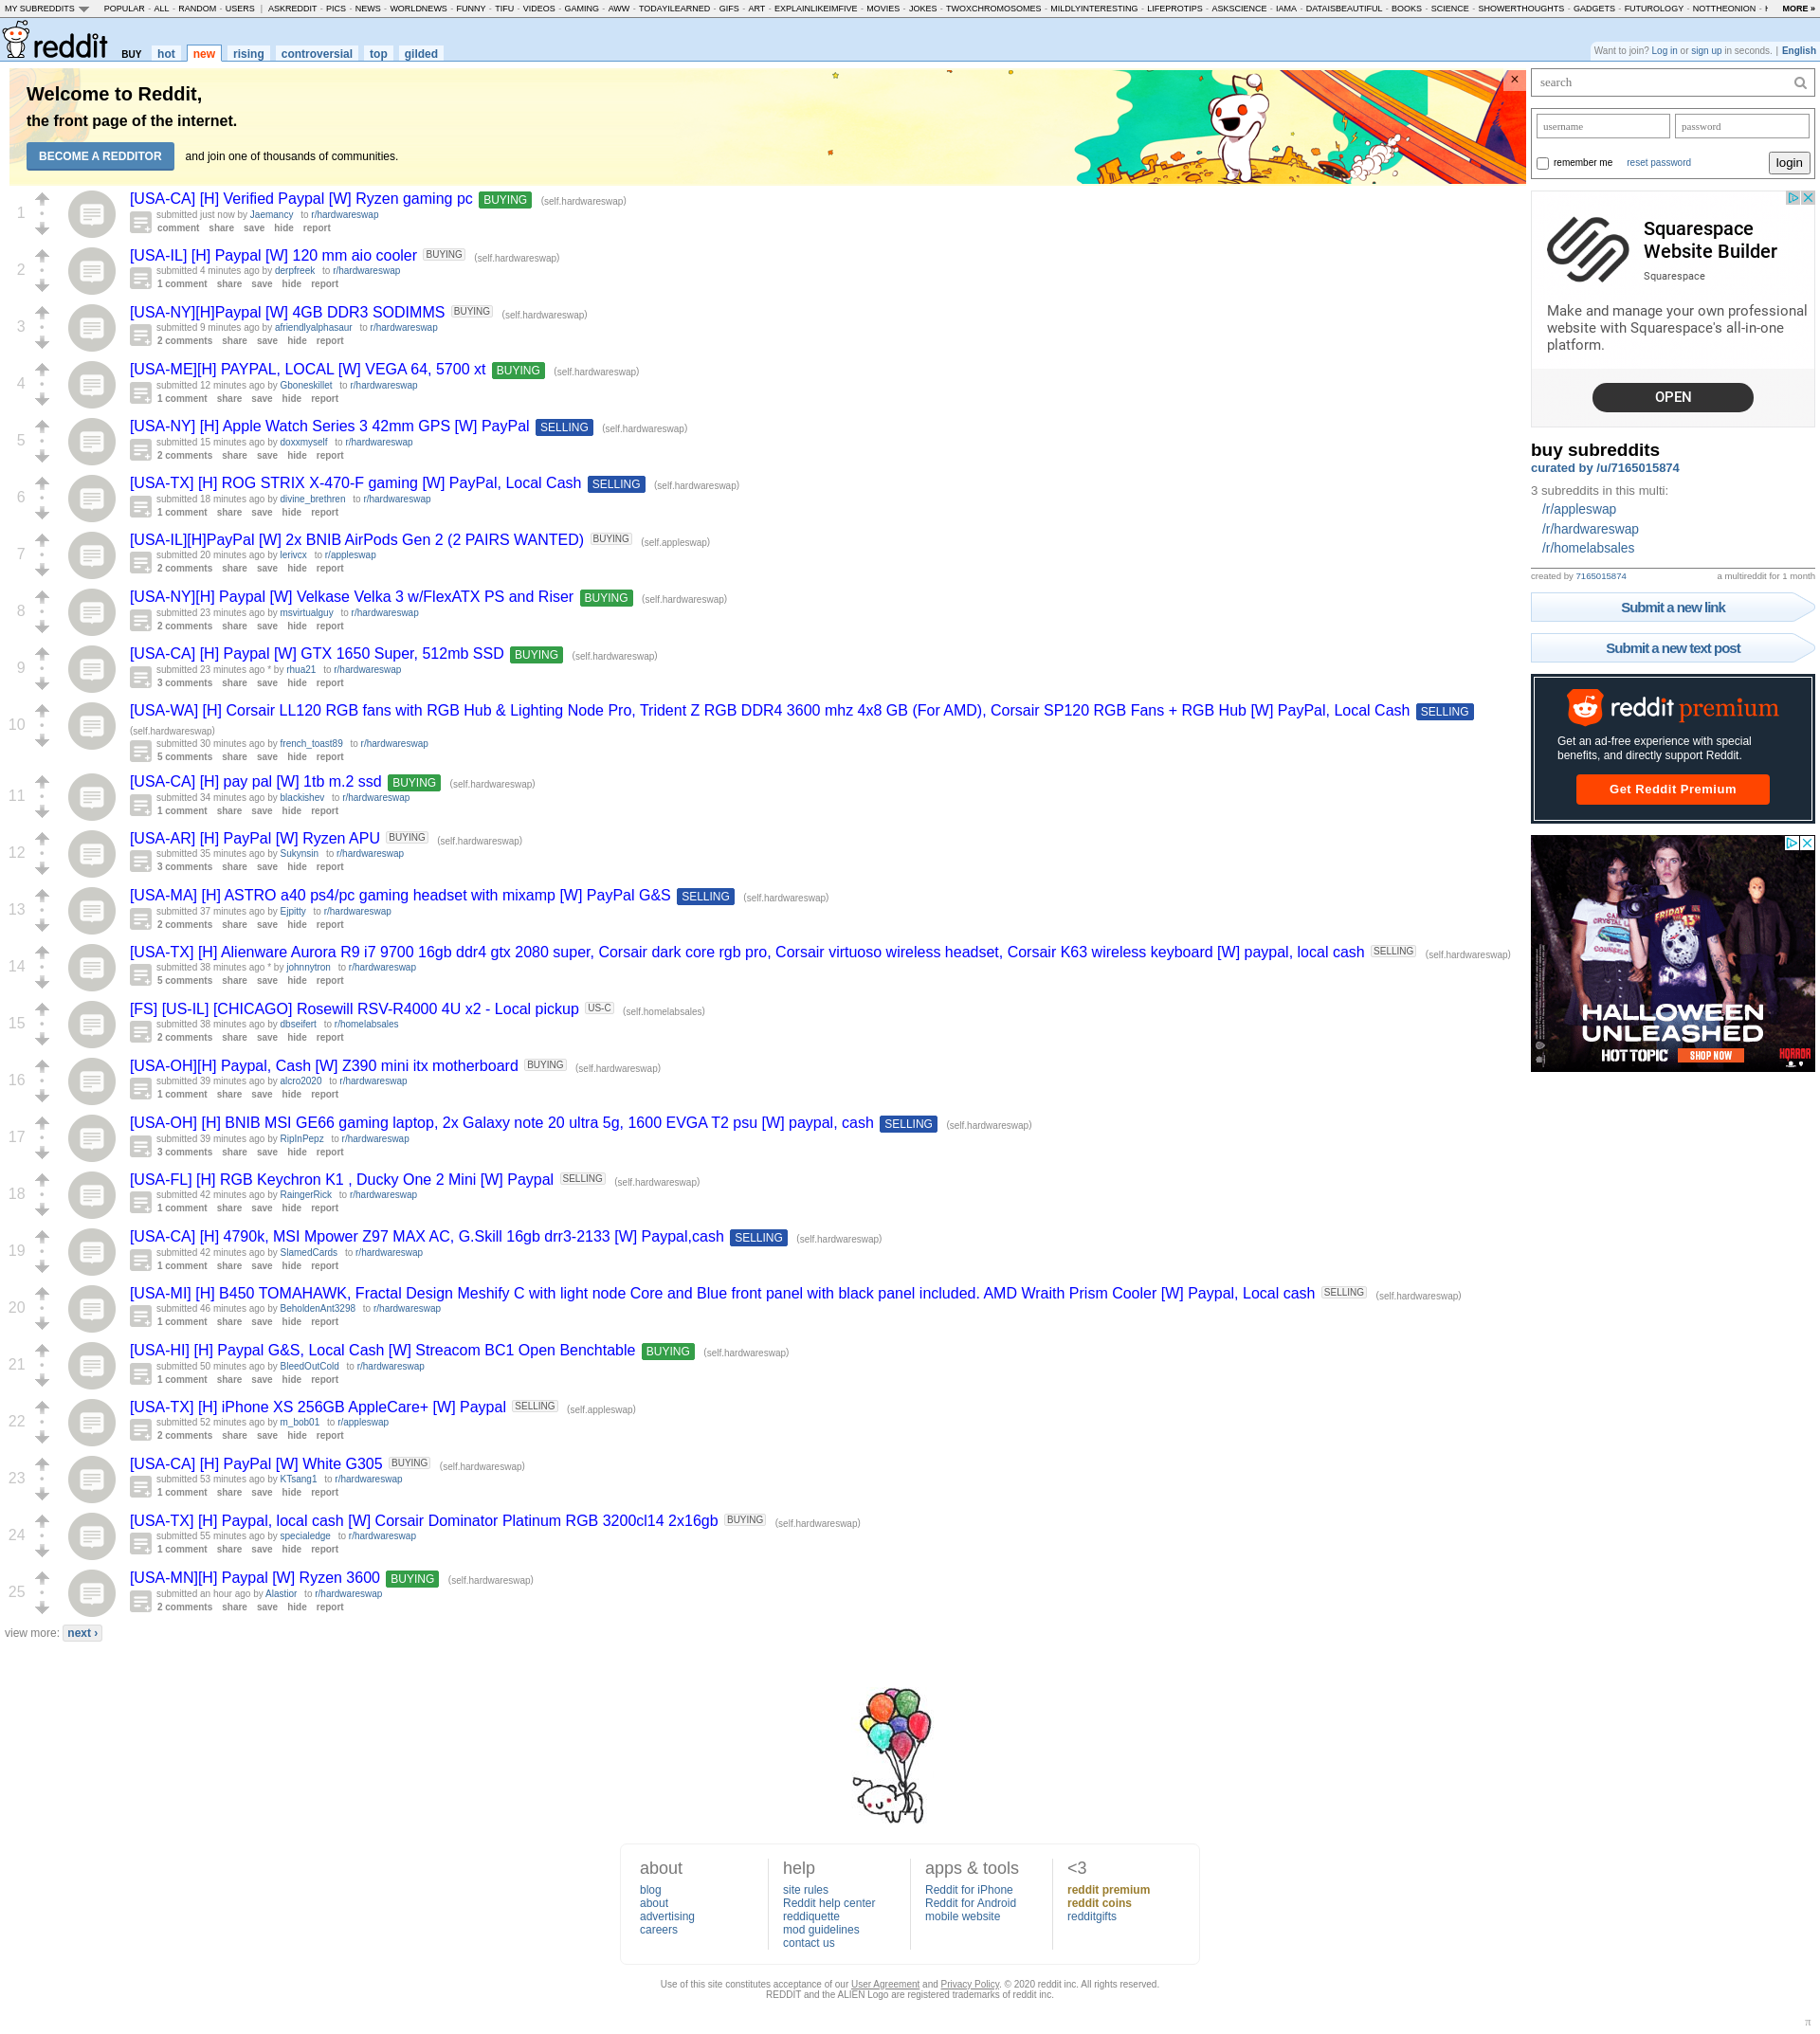 MY SUBREDDITS POPULAR - ALL - RANDOM - USERS | ASKREDDIT - PICS - NEWS - WORLDNEWS - FUNNY - TIFU - VIDEOS - GAMING - AWW - TODAYILEARNED - GIFS - ART - EXPLAINLIKEIMFIVE - MOVIES - JOKES - TWOXCHROMOSOMES - MILDLYINTERESTING - LIFEPROTIPS - ASKSCIENCE - IAMA - DATAISBEAUTIFUL - BOOKS - SCIENCE - SHOWERTHOUGHTS - GADGETS - FUTUROLOGY - NOTTHEONION - MORE »
reddit BUY hot new rising controversial top gilded
Want to join? Log in or sign up in seconds. | English
Welcome to Reddit,
the front page of the internet.
BECOME A REDDITOR and join one of thousands of communities.
×
1
[USA-CA] [H] Verified Paypal [W] Ryzen gaming pc BUYING (self.hardwareswap)
submitted just now by Jaemancy to r/hardwareswap
comment share save hide report
2
[USA-IL] [H] Paypal [W] 120 mm aio cooler BUYING (self.hardwareswap)
submitted 4 minutes ago by derpfreek to r/hardwareswap
1 comment share save hide report
3
[USA-NY][H]Paypal [W] 4GB DDR3 SODIMMS BUYING (self.hardwareswap)
submitted 9 minutes ago by afriendlyalphasaur to r/hardwareswap
2 comments share save hide report
4
[USA-ME][H] PAYPAL, LOCAL [W] VEGA 64, 5700 xt BUYING (self.hardwareswap)
submitted 12 minutes ago by Gboneskillet to r/hardwareswap
1 comment share save hide report
5
[USA-NY] [H] Apple Watch Series 3 42mm GPS [W] PayPal SELLING (self.hardwareswap)
submitted 15 minutes ago by doxxmyself to r/hardwareswap
2 comments share save hide report
6
[USA-TX] [H] ROG STRIX X-470-F gaming [W] PayPal, Local Cash SELLING (self.hardwareswap)
submitted 18 minutes ago by divine_brethren to r/hardwareswap
1 comment share save hide report
7
[USA-IL][H]PayPal [W] 2x BNIB AirPods Gen 2 (2 PAIRS WANTED) BUYING (self.appleswap)
submitted 20 minutes ago by lerivcx to r/appleswap
2 comments share save hide report
8
[USA-NY][H] Paypal [W] Velkase Velka 3 w/FlexATX PS and Riser BUYING (self.hardwareswap)
submitted 23 minutes ago by msvirtualguy to r/hardwareswap
2 comments share save hide report
9
[USA-CA] [H] Paypal [W] GTX 1650 Super, 512mb SSD BUYING (self.hardwareswap)
submitted 23 minutes ago * by rhua21 to r/hardwareswap
3 comments share save hide report
10
[USA-WA] [H] Corsair LL120 RGB fans with RGB Hub & Lighting Node Pro, Trident Z RGB DDR4 3600 mhz 4x8 GB (For AMD), Corsair SP120 RGB Fans + RGB Hub [W] PayPal, Local Cash SELLING
(self.hardwareswap)
submitted 30 minutes ago by french_toast89 to r/hardwareswap
5 comments share save hide report
11
[USA-CA] [H] pay pal [W] 1tb m.2 ssd BUYING (self.hardwareswap)
submitted 34 minutes ago by blackishev to r/hardwareswap
1 comment share save hide report
12
[USA-AR] [H] PayPal [W] Ryzen APU BUYING (self.hardwareswap)
submitted 35 minutes ago by Sukynsin to r/hardwareswap
3 comments share save hide report
13
[USA-MA] [H] ASTRO a40 ps4/pc gaming headset with mixamp [W] PayPal G&S SELLING (self.hardwareswap)
submitted 37 minutes ago by Ejpitty to r/hardwareswap
2 comments share save hide report
14
[USA-TX] [H] Alienware Aurora R9 i7 9700 16gb ddr4 gtx 2080 super, Corsair dark core rgb pro, Corsair virtuoso wireless headset, Corsair K63 wireless keyboard [W] paypal, local cash SELLING (self.hardwareswap)
submitted 38 minutes ago * by johnnytron to r/hardwareswap
5 comments share save hide report
15
[FS] [US-IL] [CHICAGO] Rosewill RSV-R4000 4U x2 - Local pickup US-C (self.homelabsales)
submitted 38 minutes ago by dbseifert to r/homelabsales
2 comments share save hide report
16
[USA-OH][H] Paypal, Cash [W] Z390 mini itx motherboard BUYING (self.hardwareswap)
submitted 39 minutes ago by alcro2020 to r/hardwareswap
1 comment share save hide report
17
[USA-OH] [H] BNIB MSI GE66 gaming laptop, 2x Galaxy note 20 ultra 5g, 1600 EVGA T2 psu [W] paypal, cash SELLING (self.hardwareswap)
submitted 39 minutes ago by RipInPepz to r/hardwareswap
3 comments share save hide report
18
[USA-FL] [H] RGB Keychron K1 , Ducky One 2 Mini [W] Paypal SELLING (self.hardwareswap)
submitted 42 minutes ago by RaingerRick to r/hardwareswap
1 comment share save hide report
19
[USA-CA] [H] 4790k, MSI Mpower Z97 MAX AC, G.Skill 16gb drr3-2133 [W] Paypal,cash SELLING (self.hardwareswap)
submitted 42 minutes ago by SlamedCards to r/hardwareswap
1 comment share save hide report
20
[USA-MI] [H] B450 TOMAHAWK, Fractal Design Meshify C with light node Core and Blue front panel with black panel included. AMD Wraith Prism Cooler [W] Paypal, Local cash SELLING (self.hardwareswap)
submitted 46 minutes ago by BeholdenAnt3298 to r/hardwareswap
1 comment share save hide report
21
[USA-HI] [H] Paypal G&S, Local Cash [W] Streacom BC1 Open Benchtable BUYING (self.hardwareswap)
submitted 50 minutes ago by BleedOutCold to r/hardwareswap
1 comment share save hide report
22
[USA-TX] [H] iPhone XS 256GB AppleCare+ [W] Paypal SELLING (self.appleswap)
submitted 52 minutes ago by m_bob01 to r/appleswap
2 comments share save hide report
23
[USA-CA] [H] PayPal [W] White G305 BUYING (self.hardwareswap)
submitted 53 minutes ago by KTsang1 to r/hardwareswap
1 comment share save hide report
24
[USA-TX] [H] Paypal, local cash [W] Corsair Dominator Platinum RGB 3200cl14 2x16gb BUYING (self.hardwareswap)
submitted 55 minutes ago by specialedge to r/hardwareswap
1 comment share save hide report
25
[USA-MN][H] Paypal [W] Ryzen 3600 BUYING (self.hardwareswap)
submitted an hour ago by Alastior to r/hardwareswap
2 comments share save hide report
view more: next ›
search
username password
remember me reset password login
Squarespace
Website Builder
Squarespace
Make and manage your own professional
website with Squarespace's all-in-one
platform.
OPEN
buy subreddits
curated by /u/7165015874
3 subreddits in this multi:
/r/appleswap
/r/hardwareswap
/r/homelabsales
created by 7165015874 a multireddit for 1 month
Submit a new link
Submit a new text post
reddit premium
Get an ad-free experience with special
benefits, and directly support Reddit.
Get Reddit Premium
FRIDAY
HALLOWEEN
UNLEASHED
HOT TOPIC SHOP NOW
HORROR
about
blog
about
advertising
careers
help
site rules
Reddit help center
reddiquette
mod guidelines
contact us
apps & tools
Reddit for iPhone
Reddit for Android
mobile website
<3
reddit premium
reddit coins
redditgifts
Use of this site constitutes acceptance of our User Agreement and Privacy Policy. © 2020 reddit inc. All rights reserved.
REDDIT and the ALIEN Logo are registered trademarks of reddit inc.
π